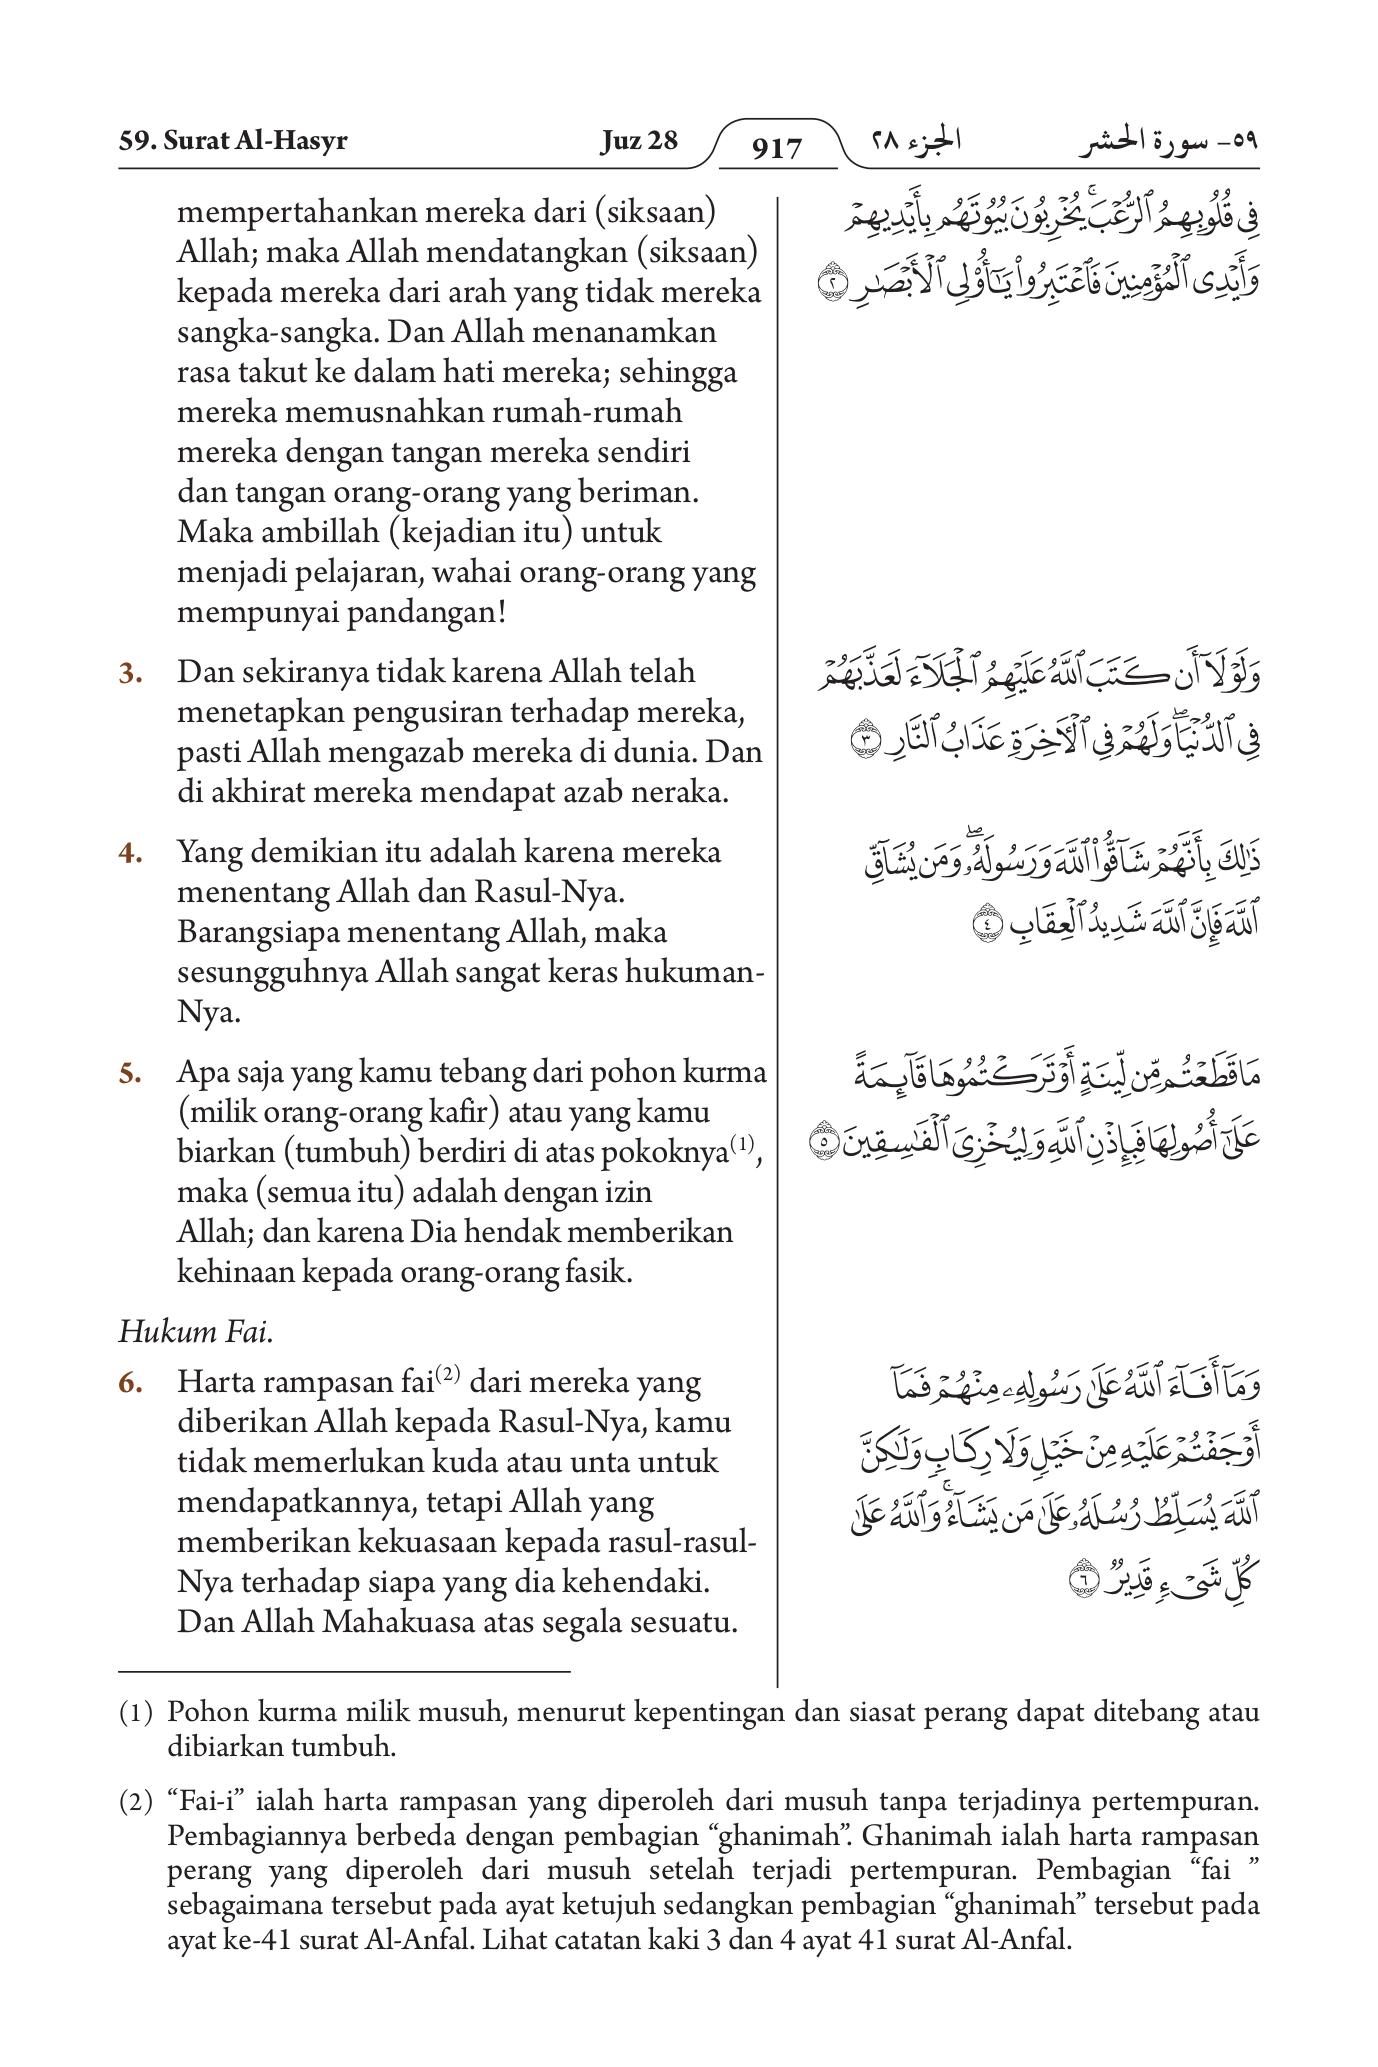 59. Surat Al-Hasyr
Juz 28
917
الجزء ٢٨
٥٩- سورة الحشر
mempertahankan mereka dari (siksaan)
Allah; maka Allah mendatangkan (siksaan)
kepada mereka dari arah yang tidak mereka
sangka-sangka. Dan Allah menanamkan
rasa takut ke dalam hati mereka; sehingga
mereka memusnahkan rumah-rumah
mereka dengan tangan mereka sendiri
dan tangan orang-orang yang beriman.
Maka ambillah (kejadian itu) untuk
menjadi pelajaran, wahai orang-orang yang
mempunyai pandangan!
فِي قُلُوبِهِمُ ٱلرُّعۡبَۚ يُخۡرِبُونَ بُيُوتَهُم بِأَيۡدِيهِمۡ
وَأَيۡدِي ٱلۡمُؤۡمِنِينَ فَٱعۡتَبِرُواْ يَٰٓأُوْلِي ٱلۡأَبۡصَٰرِ ٢
3. Dan sekiranya tidak karena Allah telah
menetapkan pengusiran terhadap mereka,
pasti Allah mengazab mereka di dunia. Dan
di akhirat mereka mendapat azab neraka.
وَلَوۡلَآ أَن كَتَبَ ٱللَّهُ عَلَيۡهِمُ ٱلۡجَلَآءَ لَعَذَّبَهُمۡ
فِي ٱلدُّنۡيَاۖ وَلَهُمۡ فِي ٱلۡأٓخِرَةِ عَذَابُ ٱلنَّارِ ٣
4. Yang demikian itu adalah karena mereka
menentang Allah dan Rasul-Nya.
Barangsiapa menentang Allah, maka
sesungguhnya Allah sangat keras hukuman-
Nya.
ذَٰلِكَ بِأَنَّهُمۡ شَآقُّواْ ٱللَّهَ وَرَسُولَهُۥۖ وَمَن يُشَآقِّ
ٱللَّهَ فَإِنَّ ٱللَّهَ شَدِيدُ ٱلۡعِقَابِ ٤
5. Apa saja yang kamu tebang dari pohon kurma
(milik orang-orang kafir) atau yang kamu
biarkan (tumbuh) berdiri di atas pokoknya(1),
maka (semua itu) adalah dengan izin
Allah; dan karena Dia hendak memberikan
kehinaan kepada orang-orang fasik.
مَا قَطَعۡتُم مِّن لِّينَةٍ أَوۡ تَرَكۡتُمُوهَا قَآئِمَةً
عَلَىٰٓ أُصُولِهَا فَبِإِذۡنِ ٱللَّهِ وَلِيُخۡزِيَ ٱلۡفَٰسِقِينَ ٥
Hukum Fai.
6. Harta rampasan fai(2) dari mereka yang
diberikan Allah kepada Rasul-Nya, kamu
tidak memerlukan kuda atau unta untuk
mendapatkannya, tetapi Allah yang
memberikan kekuasaan kepada rasul-rasul-
Nya terhadap siapa yang dia kehendaki.
Dan Allah Mahakuasa atas segala sesuatu.
وَمَآ أَفَآءَ ٱللَّهُ عَلَىٰ رَسُولِهِۦ مِنۡهُمۡ فَمَآ
أَوۡجَفۡتُمۡ عَلَيۡهِ مِنۡ خَيۡلٖ وَلَا رِكَابٖ وَلَٰكِنَّ
ٱللَّهَ يُسَلِّطُ رُسُلَهُۥ عَلَىٰ مَن يَشَآءُۚ وَٱللَّهُ عَلَىٰ
كُلِّ شَيۡءٖ قَدِيرٞ ٦
(1) Pohon kurma milik musuh, menurut kepentingan dan siasat perang dapat ditebang atau
dibiarkan tumbuh.
(2) “Fai-i” ialah harta rampasan yang diperoleh dari musuh tanpa terjadinya pertempuran.
Pembagiannya berbeda dengan pembagian “ghanimah”. Ghanimah ialah harta rampasan
perang yang diperoleh dari musuh setelah terjadi pertempuran. Pembagian “fai ”
sebagaimana tersebut pada ayat ketujuh sedangkan pembagian “ghanimah” tersebut pada
ayat ke-41 surat Al-Anfal. Lihat catatan kaki 3 dan 4 ayat 41 surat Al-Anfal.